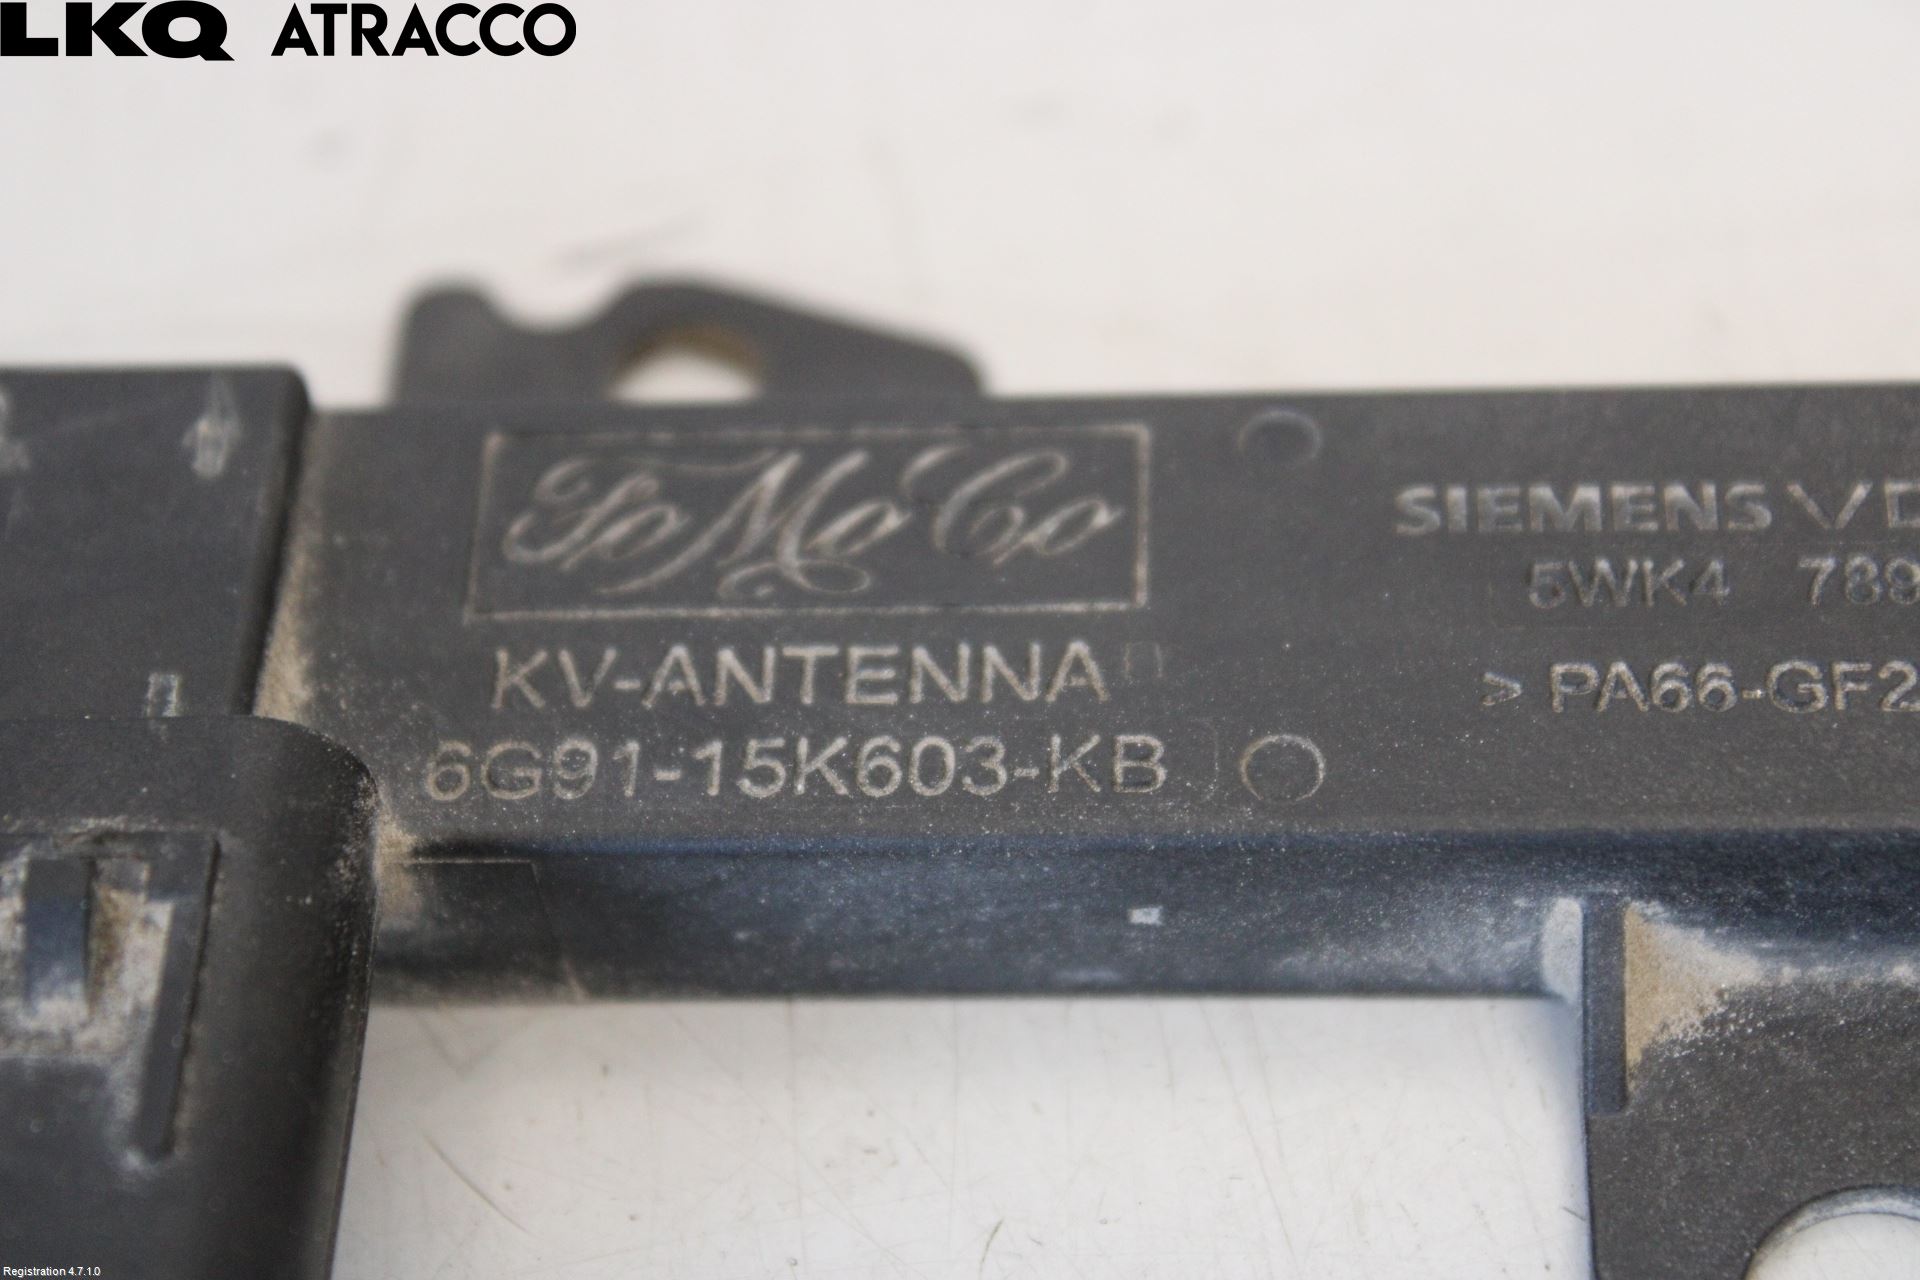 LKQ ATRACCO
FoMoCo
KV-ANTENNA
6G91-15K603-KB
SIEMENS VD
5WK4 789
> PA66-GF2
Registration 4.7.1.0